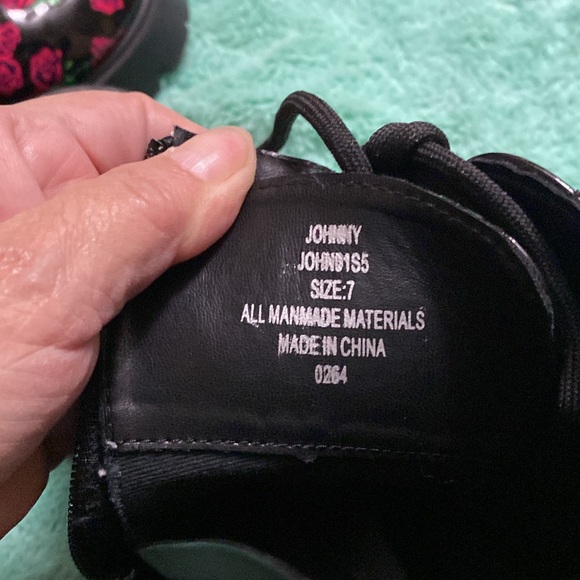 JOHNNY
JOHN01S5
SIZE:7
ALL MANMADE MATERIALS
MADE IN CHINA
0264